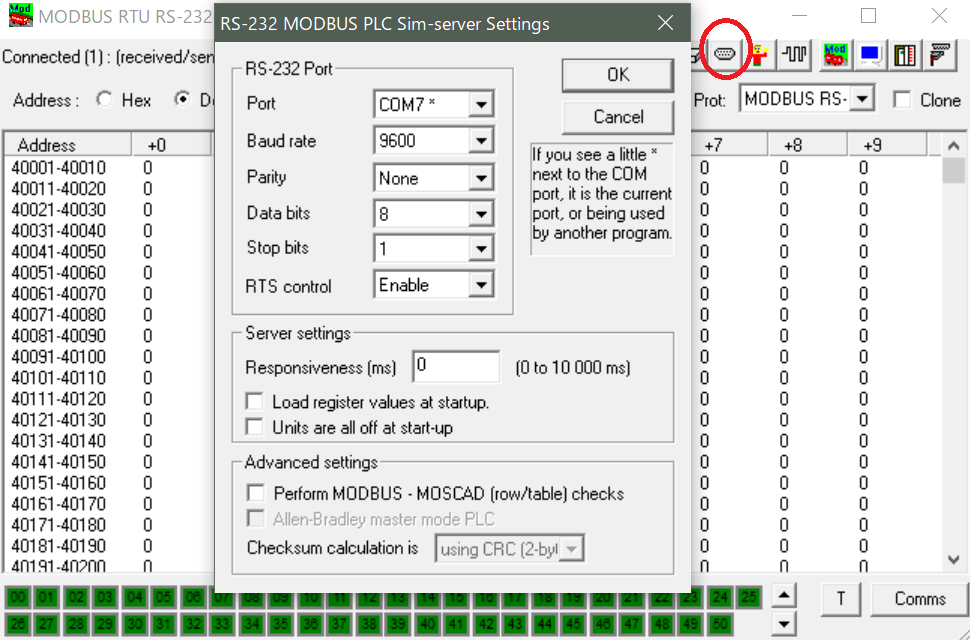 MODBUS RTU RS-232
RS-232 MODBUS PLC Sim-server Settings
Connected (1) : (received/sen
Address : Hex D
Prot: MODBUS RS- Clone
RS-232 Port
Port COM7 *
Baud rate 9600
Parity None
Data bits 8
Stop bits 1
RTS control Enable
OK
Cancel
If you see a little *
next to the COM
port, it is the current
port, or being used
by another program.
Server settings
Responsiveness (ms) 0 (0 to 10 000 ms)
Load register values at startup.
Units are all off at start-up
Advanced settings
Perform MODBUS - MOSCAD (row/table) checks
Allen-Bradley master mode PLC
Checksum calculation is using CRC (2-by
Address +0 +7 +8 +9
40001-40010 0 0 0 0
40011-40020 0 0 0 0
40021-40030 0 0 0 0
40031-40040 0 0 0 0
40041-40050 0 0 0 0
40051-40060 0 0 0 0
40061-40070 0 0 0 0
40071-40080 0 0 0 0
40081-40090 0 0 0 0
40091-40100 0 0 0 0
40101-40110 0 0 0 0
40111-40120 0 0 0 0
40121-40130 0 0 0 0
40131-40140 0 0 0 0
40141-40150 0 0 0 0
40151-40160 0 0 0 0
40161-40170 0 0 0 0
40171-40180 0 0 0 0
40181-40190 0 0 0 0
40191-40200 0 0 0 0
00 01 02 03 04 05 06 07 08 09 10 11 12 13 14 15 16 17 18 19 20 21 22 23 24 25
26 27 28 29 30 31 32 33 34 35 36 37 38 39 40 41 42 43 44 45 46 47 48 49 50
T
Comms